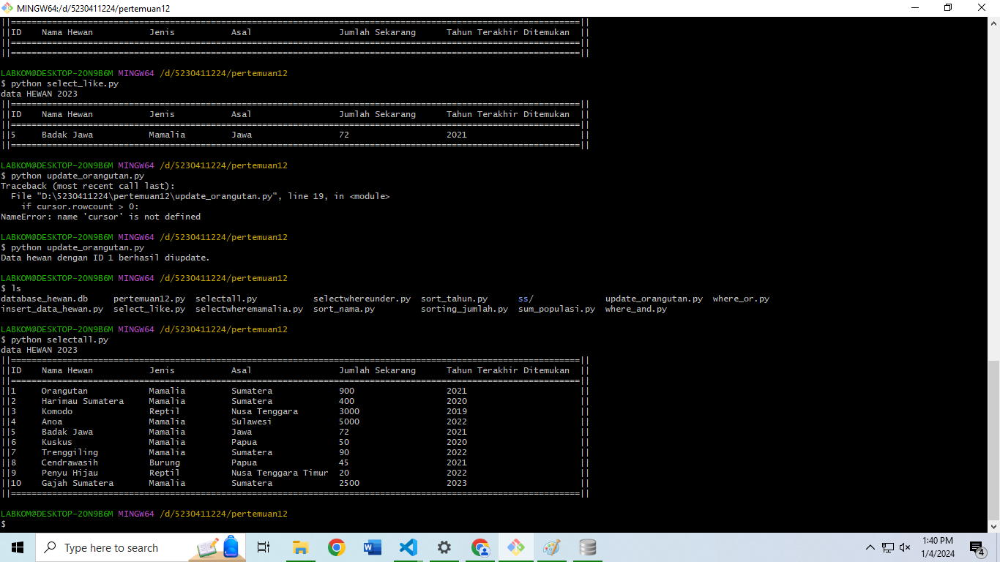 MINGW64:/d/5230411224/pertemuan12
||===============================================================================================================||
||ID    Nama Hewan           Jenis          Asal                 Jumlah Sekarang      Tahun Terakhir Ditemukan  ||
||===============================================================================================================||
||===============================================================================================================||
LABKOM@DESKTOP-2ON9B6M MINGW64 /d/5230411224/pertemuan12
$ python select_like.py
data HEWAN 2023
||===============================================================================================================||
||ID    Nama Hewan           Jenis          Asal                 Jumlah Sekarang      Tahun Terakhir Ditemukan  ||
||===============================================================================================================||
||5     Badak Jawa           Mamalia        Jawa                 72                   2021                      ||
||===============================================================================================================||
LABKOM@DESKTOP-2ON9B6M MINGW64 /d/5230411224/pertemuan12
$ python update_orangutan.py
Traceback (most recent call last):
  File "D:\5230411224\pertemuan12\update_orangutan.py", line 19, in <module>
    if cursor.rowcount > 0:
NameError: name 'cursor' is not defined
LABKOM@DESKTOP-2ON9B6M MINGW64 /d/5230411224/pertemuan12
$ python update_orangutan.py
Data hewan dengan ID 1 berhasil diupdate.
LABKOM@DESKTOP-2ON9B6M MINGW64 /d/5230411224/pertemuan12
$ ls
database_hewan.db     pertemuan12.py  selectall.py           selectwhereunder.py  sort_tahun.py      ss/              update_orangutan.py  where_or.py
insert_data_hewan.py  select_like.py  selectwheremamalia.py  sort_nama.py         sorting_jumlah.py  sum_populasi.py  where_and.py
LABKOM@DESKTOP-2ON9B6M MINGW64 /d/5230411224/pertemuan12
$ python selectall.py
data HEWAN 2023
||===============================================================================================================||
||ID    Nama Hewan           Jenis          Asal                 Jumlah Sekarang      Tahun Terakhir Ditemukan  ||
||===============================================================================================================||
||1     Orangutan            Mamalia        Sumatera             900                  2021                      ||
||2     Harimau Sumatera     Mamalia        Sumatera             400                  2020                      ||
||3     Komodo               Reptil         Nusa Tenggara        3000                 2019                      ||
||4     Anoa                 Mamalia        Sulawesi             5000                 2022                      ||
||5     Badak Jawa           Mamalia        Jawa                 72                   2021                      ||
||6     Kuskus               Mamalia        Papua                50                   2020                      ||
||7     Trenggiling          Mamalia        Sumatera             90                   2022                      ||
||8     Cendrawasih          Burung         Papua                45                   2021                      ||
||9     Penyu Hijau          Reptil         Nusa Tenggara Timur  20                   2022                      ||
||10    Gajah Sumatera       Mamalia        Sumatera             2500                 2023                      ||
||===============================================================================================================||
LABKOM@DESKTOP-2ON9B6M MINGW64 /d/5230411224/pertemuan12
$
Type here to search
1:40 PM
1/4/2024
4